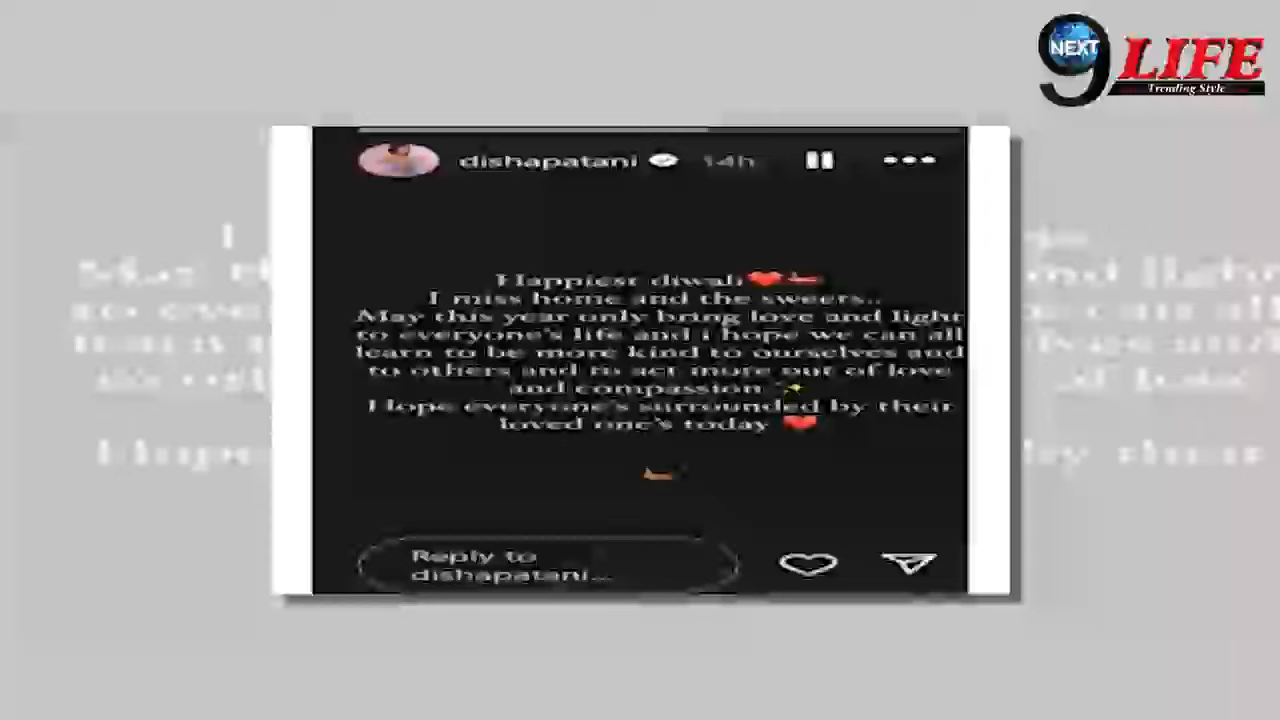 NEXT
9 LIFE
Trending Style
dishapatani 14h
Happiest diwali❤️
I miss home and the sweets..
May this year only bring love and light
to everyone's life and i hope we can all
learn to be more kind to ourselves and
to others and to act more out of love
and compassion ✨
Hope everyone's surrounded by their
loved one's today ❤️
🪔
Reply to
dishapatani...